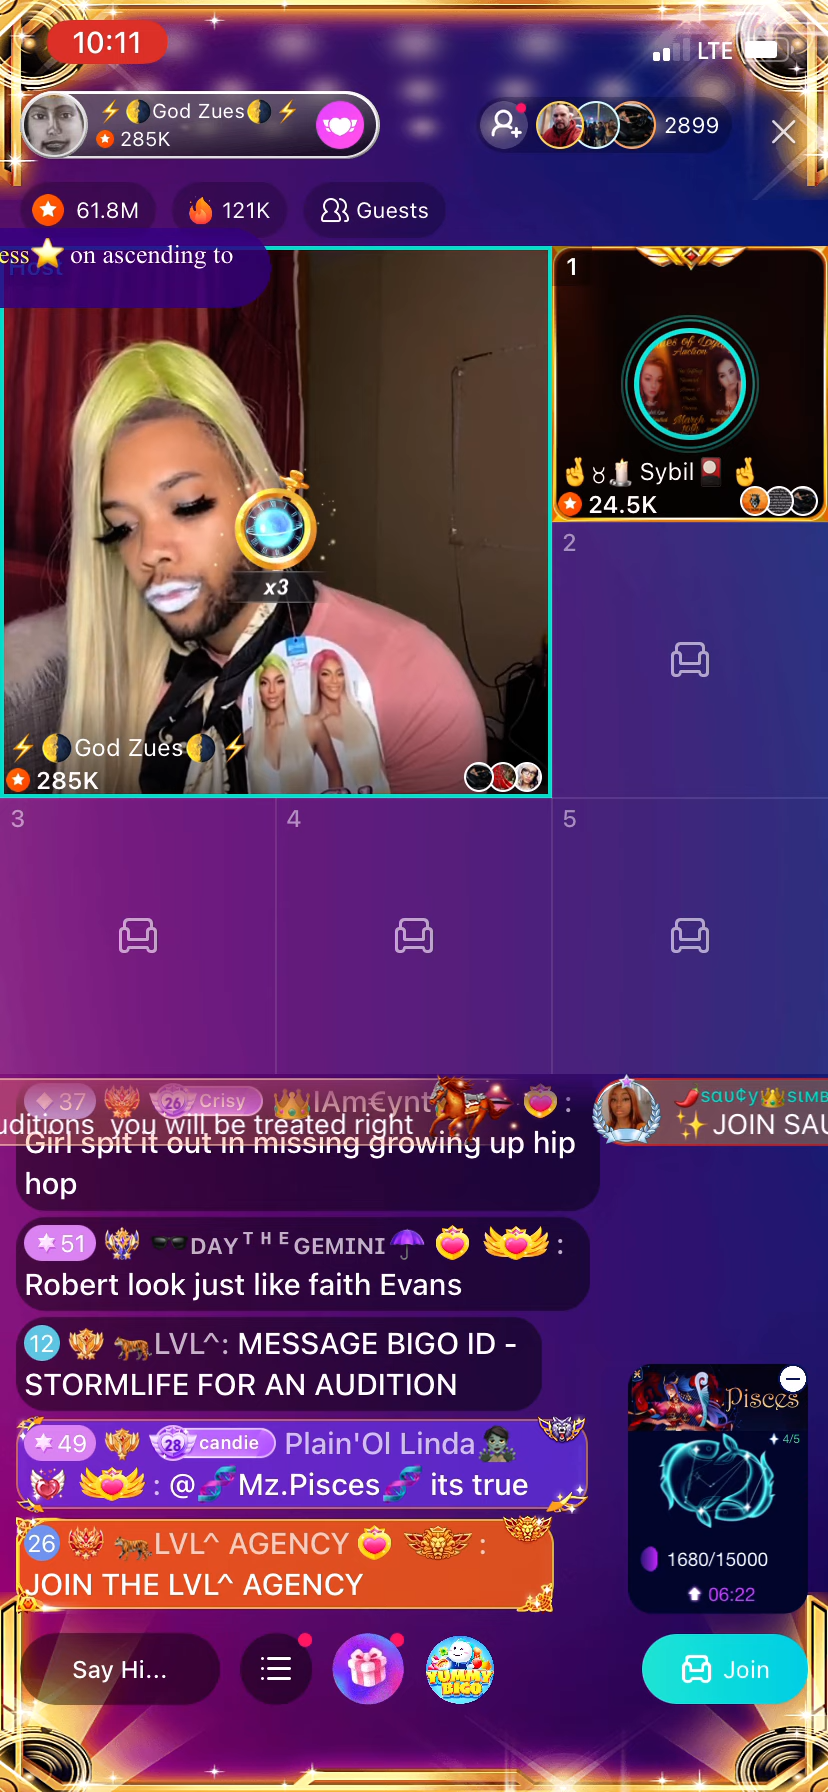 10:11
LTE
⚡🌗God Zues🌗⚡
285K
2899
61.8M
121K
Guests
ess⭐ on ascending to
Host
1
♉🕯️ Sybil🎴
24.5K
x3
⚡🌗God Zues🌗⚡
285K
2
3
4
5
37 26 Crisy 👑IAm€ynt :
uditions you will be treated right
✨JOIN SAU
Girl spit it out in missing growing up hip
hop
51 🕶️DAYᵀᴴᴱGEMINI☂️ :
Robert look just like faith Evans
12 🐅LVL^: MESSAGE BIGO ID -
STORMLIFE FOR AN AUDITION
49 28 candie Plain'Ol Linda
: @🧬Mz.Pisces🧬 its true
26 🐅LVL^ AGENCY :
JOIN THE LVL^ AGENCY
Pisces
4/5
1680/15000
06:22
Say Hi...
YUMMY
BIGO
Join